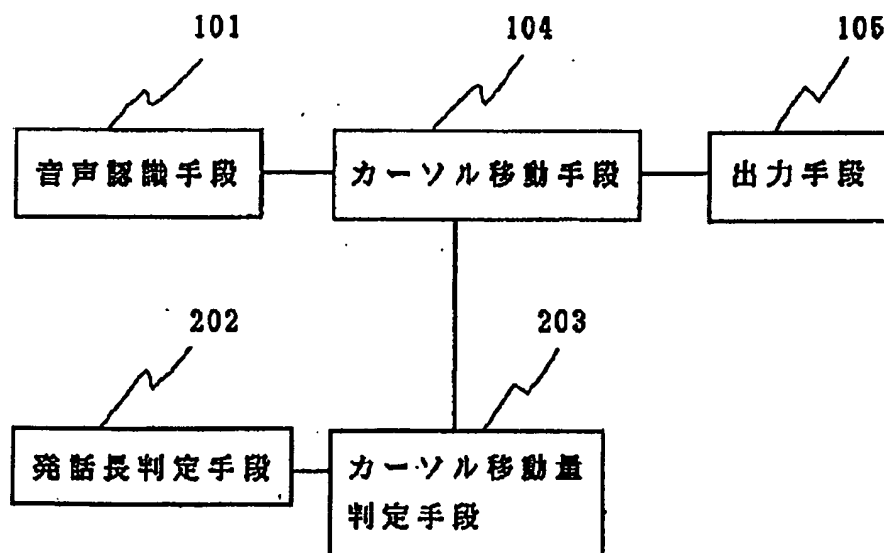 101
104
105
音声認識手段
カーソル移動手段
出力手段
202
203
発話長判定手段
カーソル移動量
判定手段